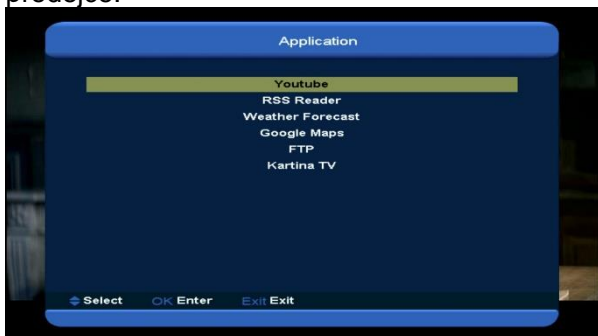 Application
Youtube
RSS Reader
Weather Forecast
Google Maps
FTP
Kartina TV
Select OK Enter Exit Exit